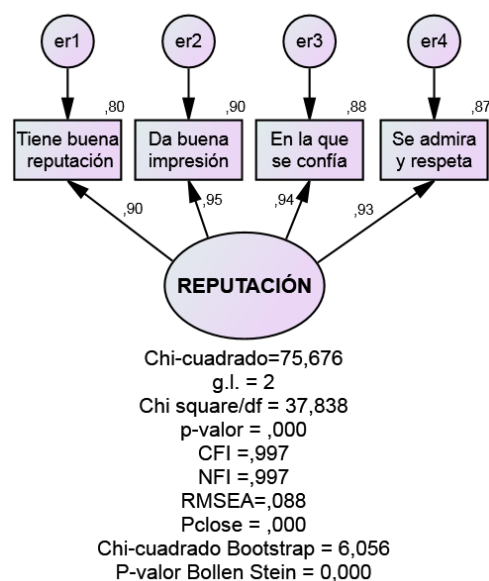 er1 er2 er3 er4
,80 ,90 ,88 ,87
Tiene buena reputación
Da buena impresión
En la que se confía
Se admira y respeta
,90 ,95 ,94 ,93
REPUTACIÓN
Chi-cuadrado=75,676
g.l. = 2
Chi square/df = 37,838
p-valor = ,000
CFI =,997
NFI =,997
RMSEA=,088
Pclose = ,000
Chi-cuadrado Bootstrap = 6,056
P-valor Bollen Stein = 0,000